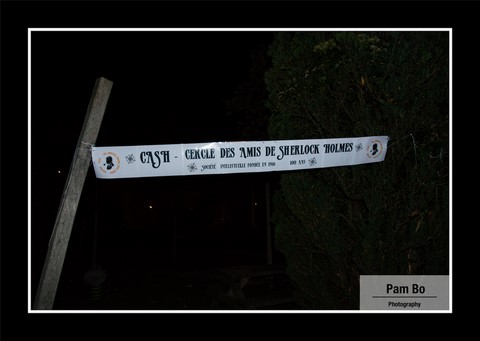 CASH - CERCLE DES AMIS DE SHERLOCK HOLMES
SOCIÉTÉ INTELLECTUELLE FONDÉE EN
Pam Bo
Photography